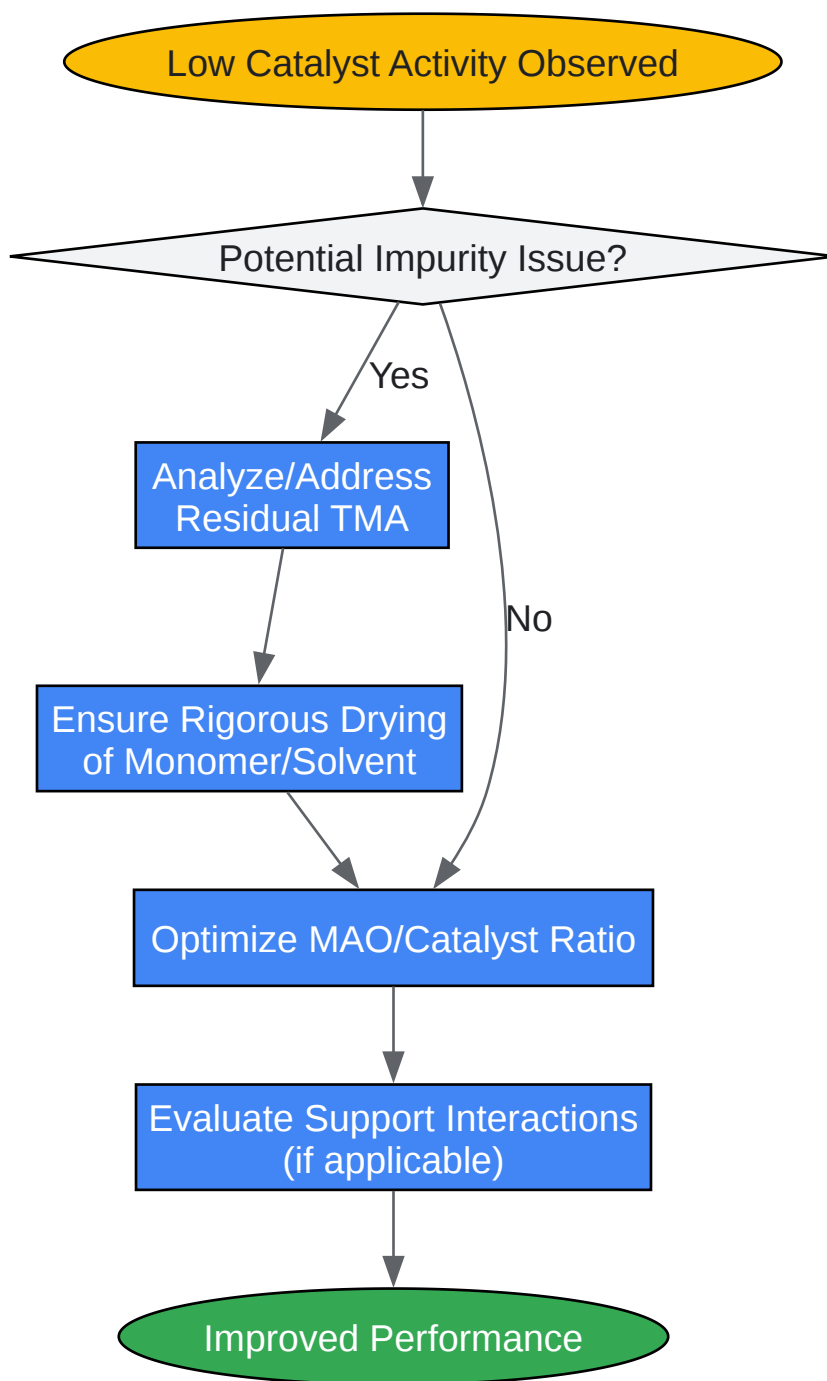 Low Catalyst Activity Observed
Potential Impurity Issue?
Yes
Analyze/Address
Residual TMA
No
Ensure Rigorous Drying
of Monomer/Solvent
Optimize MAO/Catalyst Ratio
Evaluate Support Interactions
(if applicable)
Improved Performance